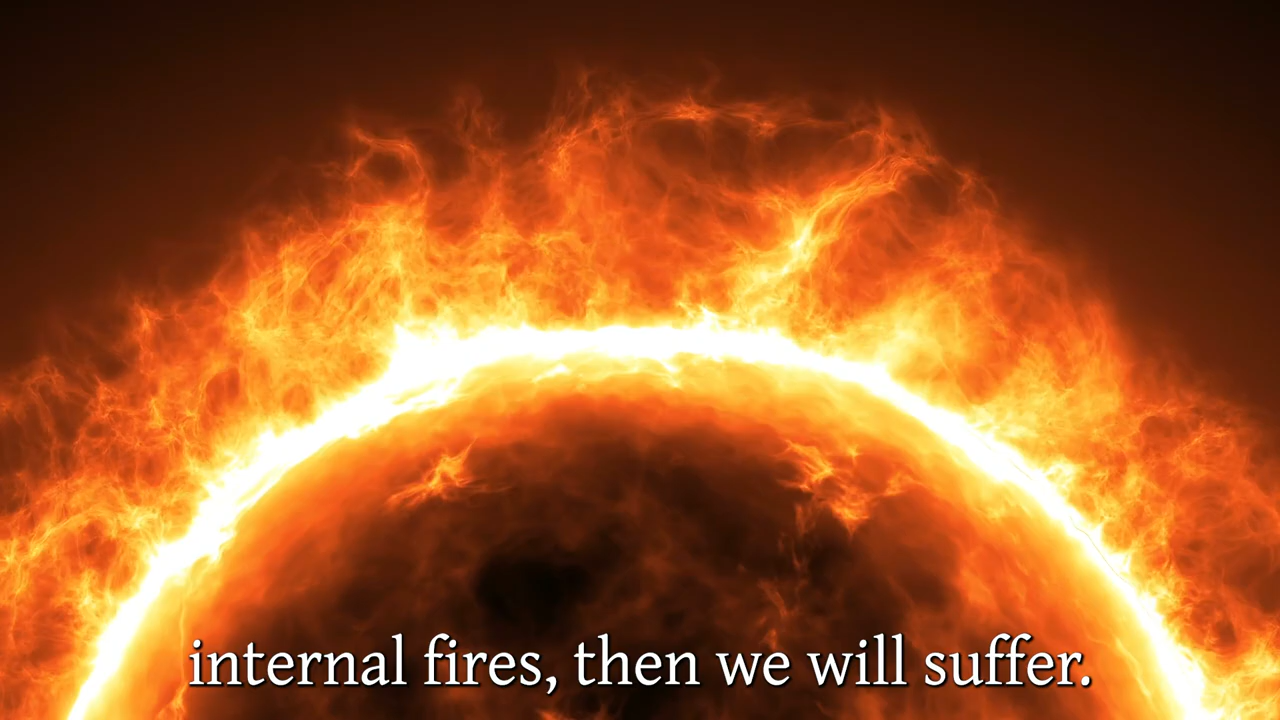 internal fires, then we will suffer.